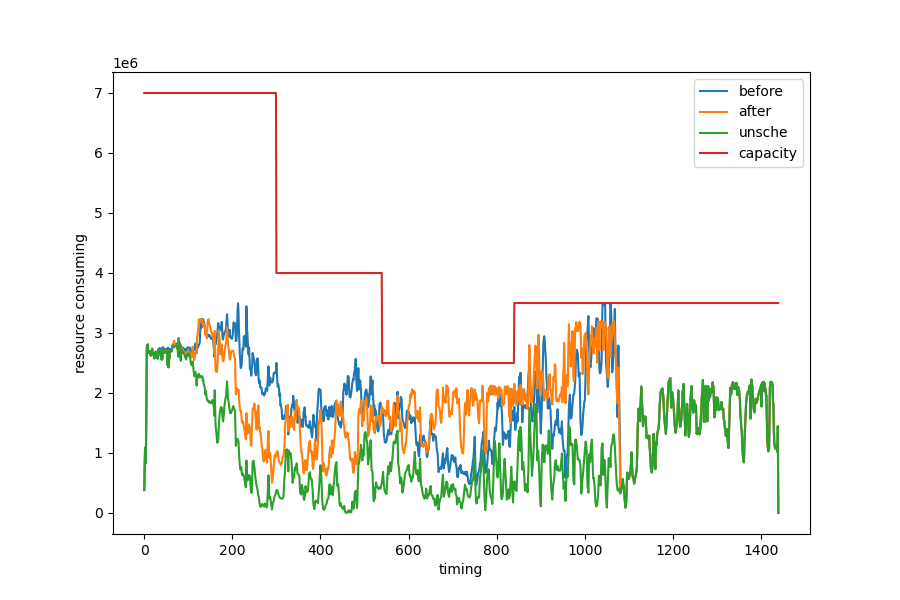 1e6
7
6
5
4
3
2
1
0
resource consuming
before
after
unsche
capacity
0 200 400 600 800 1000 1200 1400
timing